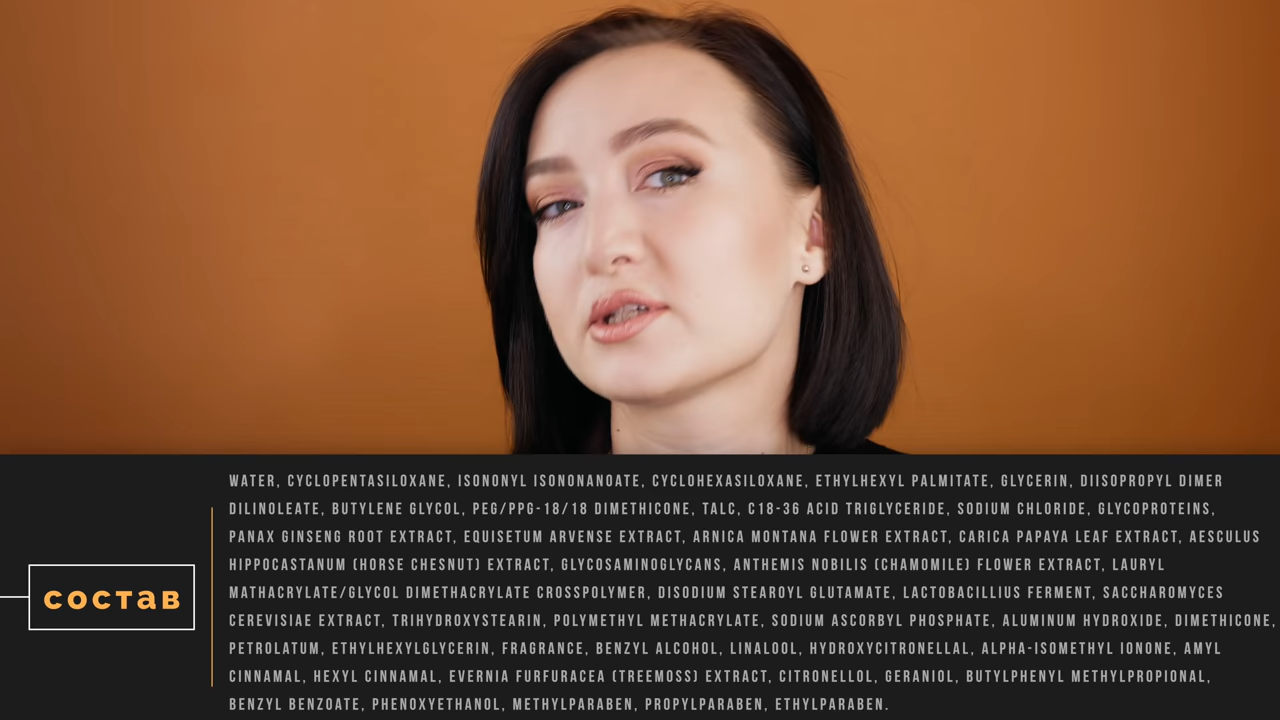 состав
WATER, CYCLOPENTASILOXANE, ISONONYL ISONONANOATE, CYCLOHEXASILOXANE, ETHYLHEXYL PALMITATE, GLYCERIN, DIISOPROPYL DIMER
DILINOLEATE, BUTYLENE GLYCOL, PEG/PPG-18/18 DIMETHICONE, TALC, C18-36 ACID TRIGLYCERIDE, SODIUM CHLORIDE, GLYCOPROTEINS,
PANAX GINSENG ROOT EXTRACT, EQUISETUM ARVENSE EXTRACT, ARNICA MONTANA FLOWER EXTRACT, CARICA PAPAYA LEAF EXTRACT, AESCULUS
HIPPOCASTANUM (HORSE CHESNUT) EXTRACT, GLYCOSAMINOGLYCANS, ANTHEMIS NOBILIS (CHAMOMILE) FLOWER EXTRACT, LAURYL
MATHACRYLATE/GLYCOL DIMETHACRYLATE CROSSPOLYMER, DISODIUM STEAROYL GLUTAMATE, LACTOBACILLIUS FERMENT, SACCHAROMYCES
CEREVISIAE EXTRACT, TRIHYDROXYSTEARIN, POLYMETHYL METHACRYLATE, SODIUM ASCORBYL PHOSPHATE, ALUMINUM HYDROXIDE, DIMETHICONE,
PETROLATUM, ETHYLHEXYLGLYCERIN, FRAGRANCE, BENZYL ALCOHOL, LINALOOL, HYDROXYCITRONELLAL, ALPHA-ISOMETHYL IONONE, AMYL
CINNAMAL, HEXYL CINNAMAL, EVERNIA FURFURACEA (TREEMOSS) EXTRACT, CITRONELLOL, GERANIOL, BUTYLPHENYL METHYLPROPIONAL,
BENZYL BENZOATE, PHENOXYETHANOL, METHYLPARABEN, PROPYLPARABEN, ETHYLPARABEN.